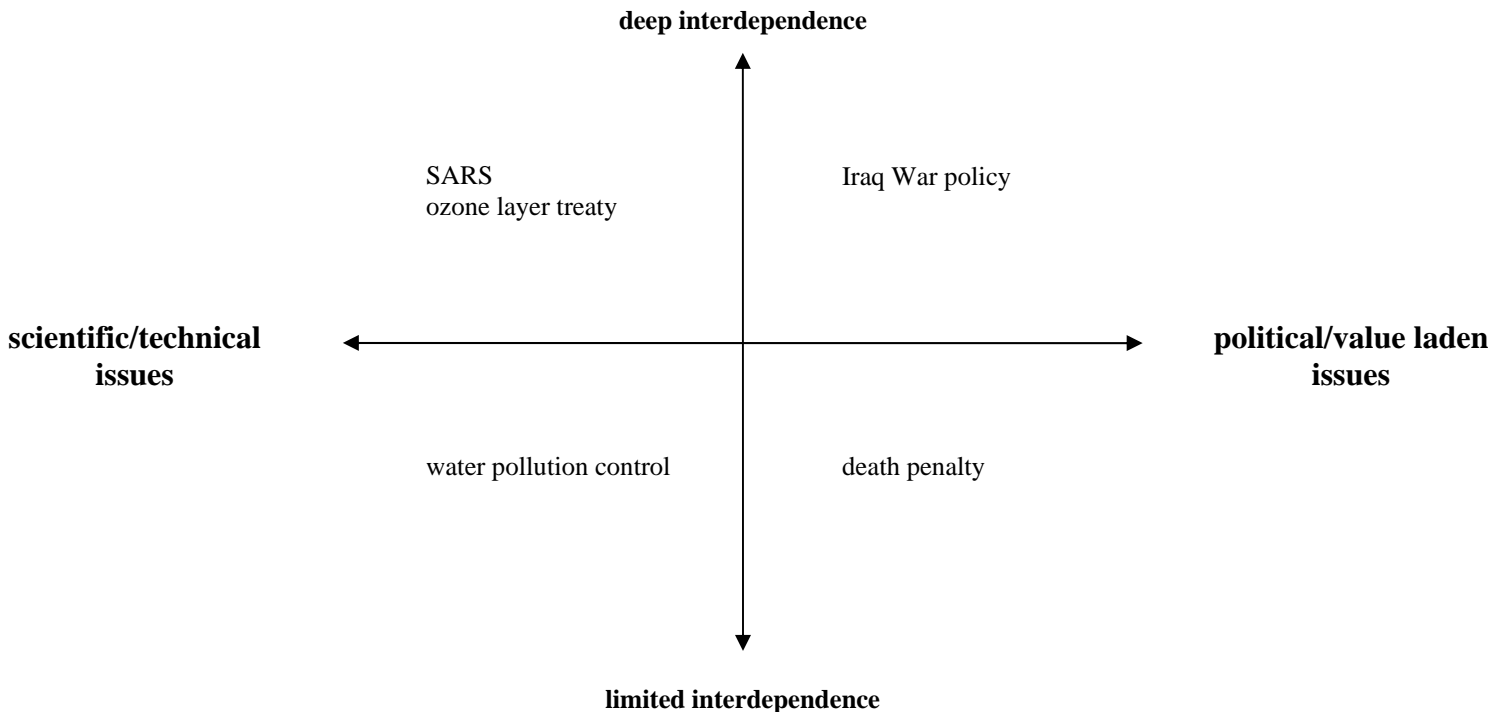 deep interdependence
SARS
ozone layer treaty
Iraq War policy
scientific/technical
issues
political/value laden
issues
water pollution control
death penalty
limited interdependence